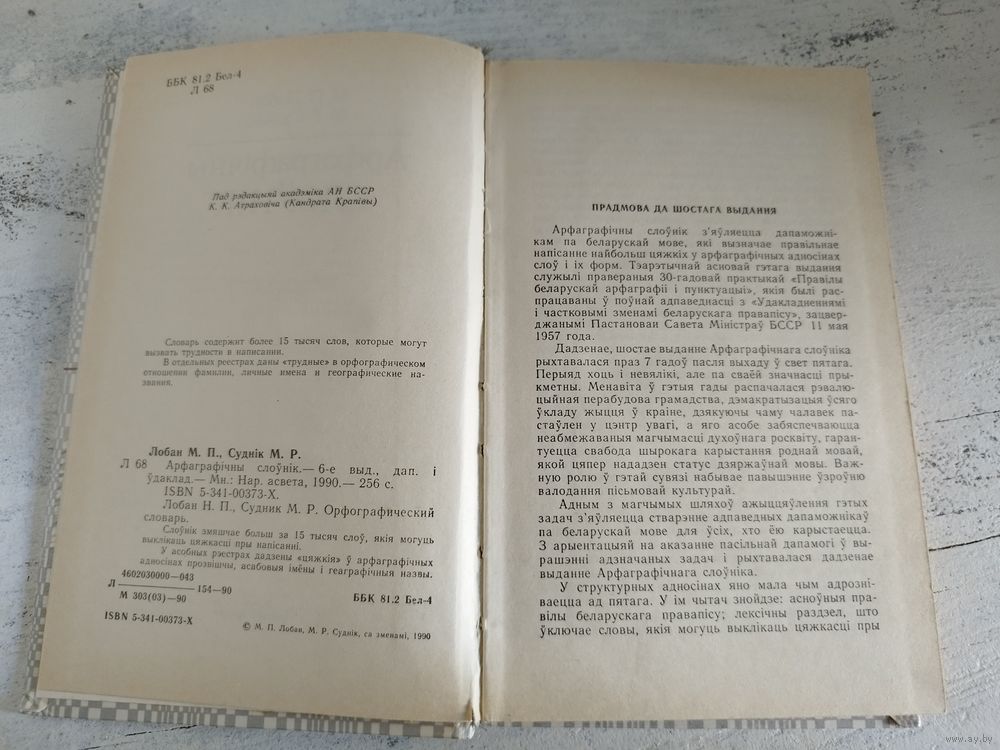 ББК 81.2 Бел-4
Л 68
Пад рэдакцыяй акадэміка АН БССР
К. К. Атраховіча (Кандрата Крапівы)
Словарь содержит более 15 тысяч слов, которые могут
вызвать трудности в написании.
В отдельных реестрах даны «трудные» в орфографическом
отношении фамилии, личные имена и географические на-
звания.
Лобан М. П., Суднік М. Р.
Л 68 Арфаграфічны слоўнік.— 6-е выд., дап. і
ўдаклад.— Мн.: Нар. асвета, 1990.— 256 с.
ISBN 5-341-00373-X.
Лобан Н. П., Судник М. Р. Орфографический
словарь.
Слоўнік змяшчае больш за 15 тысяч слоў, якія могуць
выклікаць цяжкасці пры напісанні.
У асобных рэестрах дадзены «цяжкія» ў арфаграфічных
адносінах прозвішчы, асабовыя імёны і геаграфічныя назвы.
4602030000—043
Л 154—90
М 303(03)—90
ББК 81.2 Бел-4
ISBN 5-341-00373-X
© М. П. Лобан, М. Р. Суднік, са зменамі, 1990
ПРАДМОВА ДА ШОСТАГА ВЫДАННЯ
Арфаграфічны слоўнік з'яўляецца дапаможні-
кам па беларускай мове, які вызначае правільнае
напісанне найбольш цяжкіх у арфаграфічных адносінах
слоў і іх форм. Тэарэтычнай асновай гэтага выдання
служылі правераныя 30-гадовай практыкай «Правілы
беларускай арфаграфіі і пунктуацыі», якія былі рас-
працаваны ў поўнай адпаведнасці з «Удакладненнямі
і частковымі зменамі беларускага правапісу», зацвер-
джанымі Пастановай Савета Міністраў БССР 11 мая
1957 года.
Дадзенае, шостае выданне Арфаграфічнага слоўніка
рыхтавалася праз 7 гадоў пасля выхаду ў свет пятага.
Перыяд хоць і невялікі, але па сваёй значнасці пры-
кметны. Менавіта ў гэтыя гады распачалася рэвалю-
цыйная перабудова грамадства, дэмакратызацыя ўсяго
ўкладу жыцця ў краіне, дзякуючы чаму чалавек па-
стаўлен у цэнтр увагі, а яго асобе забяспечваюцца
неабмежаваныя магчымасці духоўнага росквіту, гаран-
туецца свабода шырокага карыстання роднай мовай,
якой цяпер нададзен статус дзяржаўнай мовы. Важ-
ную ролю ў гэтай сувязі набывае павышэнне ўзроўню
валодання пісьмовай культурай.
Адным з магчымых шляхоў ажыццяўлення гэтых
задач з'яўляецца стварэнне адпаведных дапаможнікаў
па беларускай мове для ўсіх, хто ёю карыстаецца.
З арыентацыяй на аказанне пасільнай дапамогі ў вы-
рашэнні адзначаных задач і рыхтавалася дадзенае
выданне Арфаграфічнага слоўніка.
У структурных адносінах яно мала чым адрозні-
ваецца ад пятага. У ім чытач знойдзе: асноўныя пра-
вілы беларускага правапісу; лексічны раздзел, што
ўключае словы, якія могуць выклікаць цяжкасці пры
www.ay.by